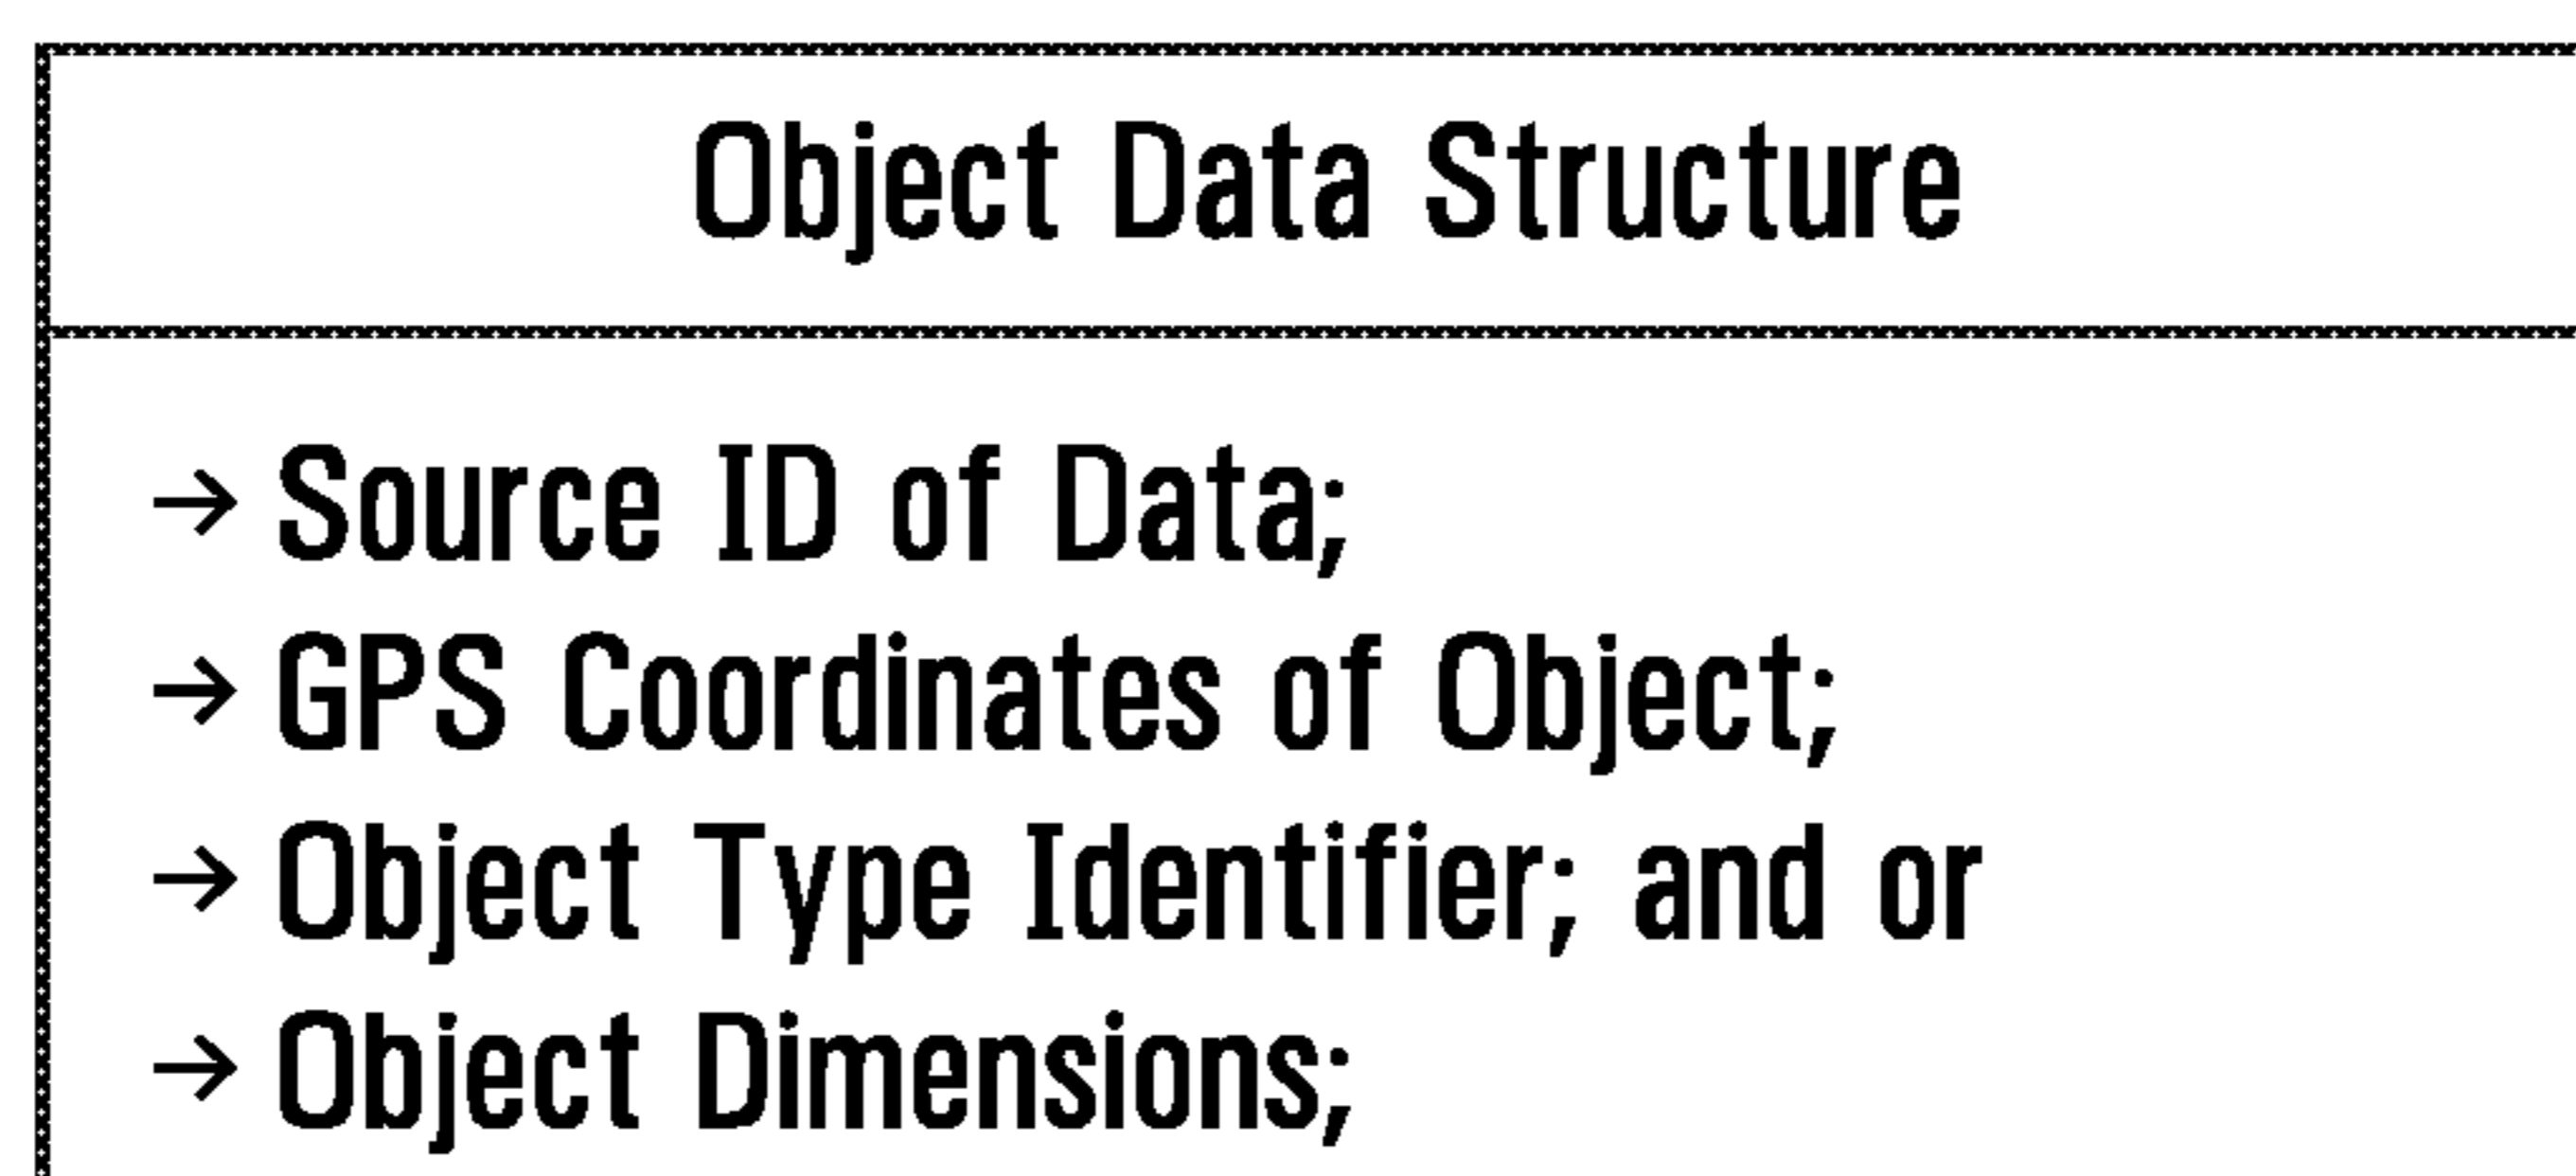 Object Data Structure
→ Source ID of Data;
→ GPS Coordinates of Object;
→ Object Type Identifier; and or
→ Object Dimensions;